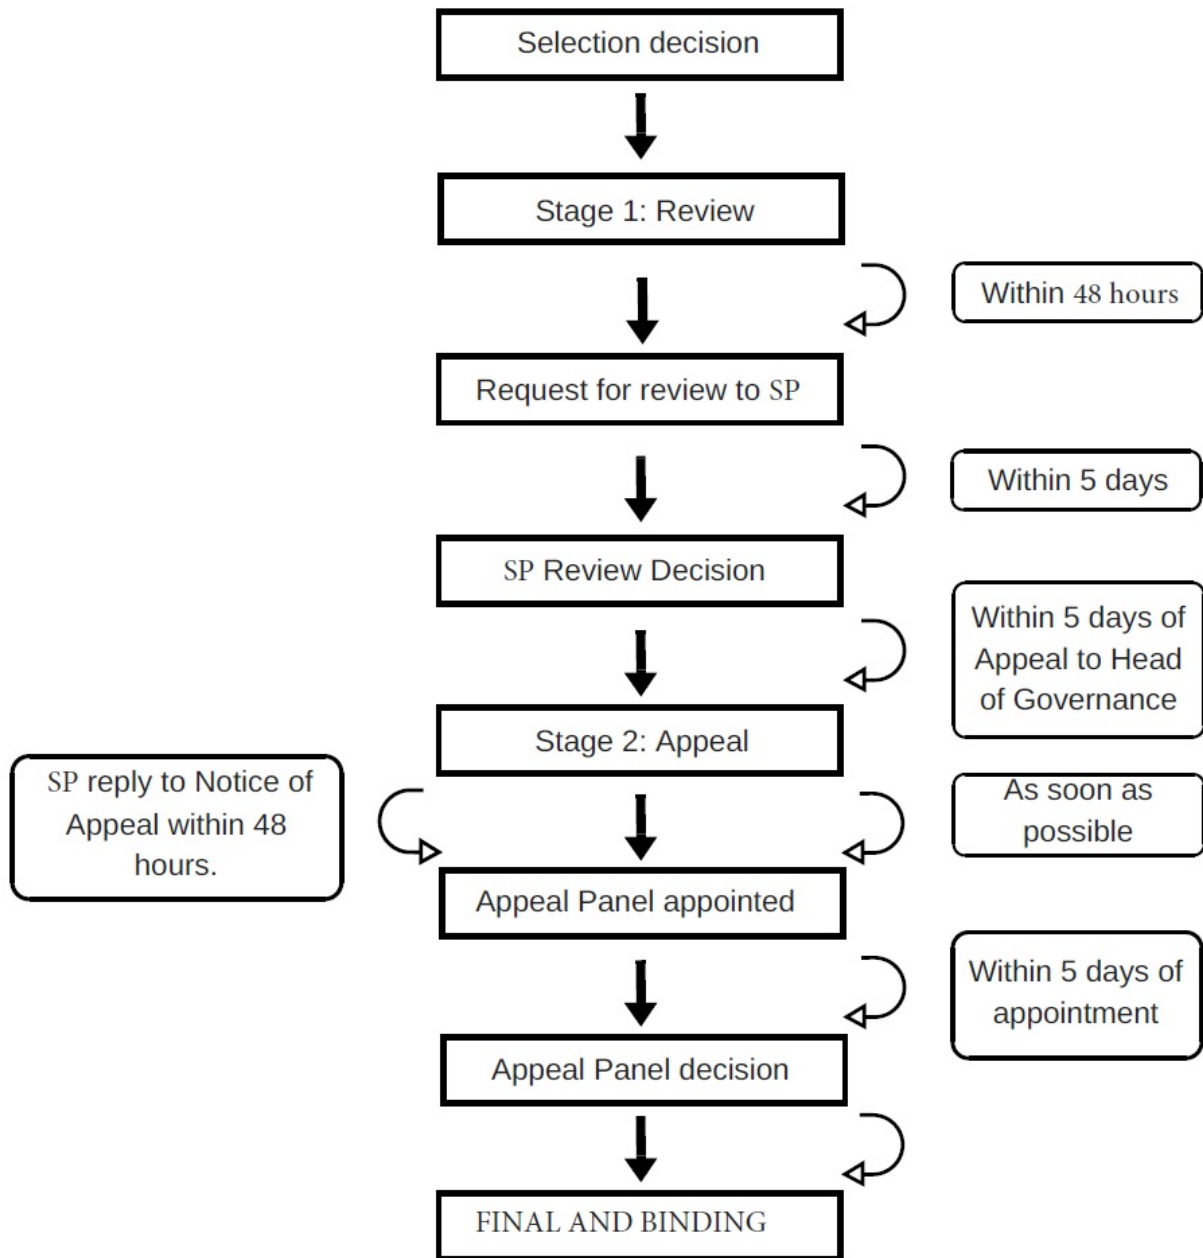 Selection decision
Stage 1: Review
Within 48 hours
Request for review to SP
Within 5 days
SP Review Decision
Within 5 days of
Appeal to Head
of Governance
Stage 2: Appeal
SP reply to Notice of
Appeal within 48
hours.
As soon as
possible
Appeal Panel appointed
Within 5 days of
appointment
Appeal Panel decision
FINAL AND BINDING